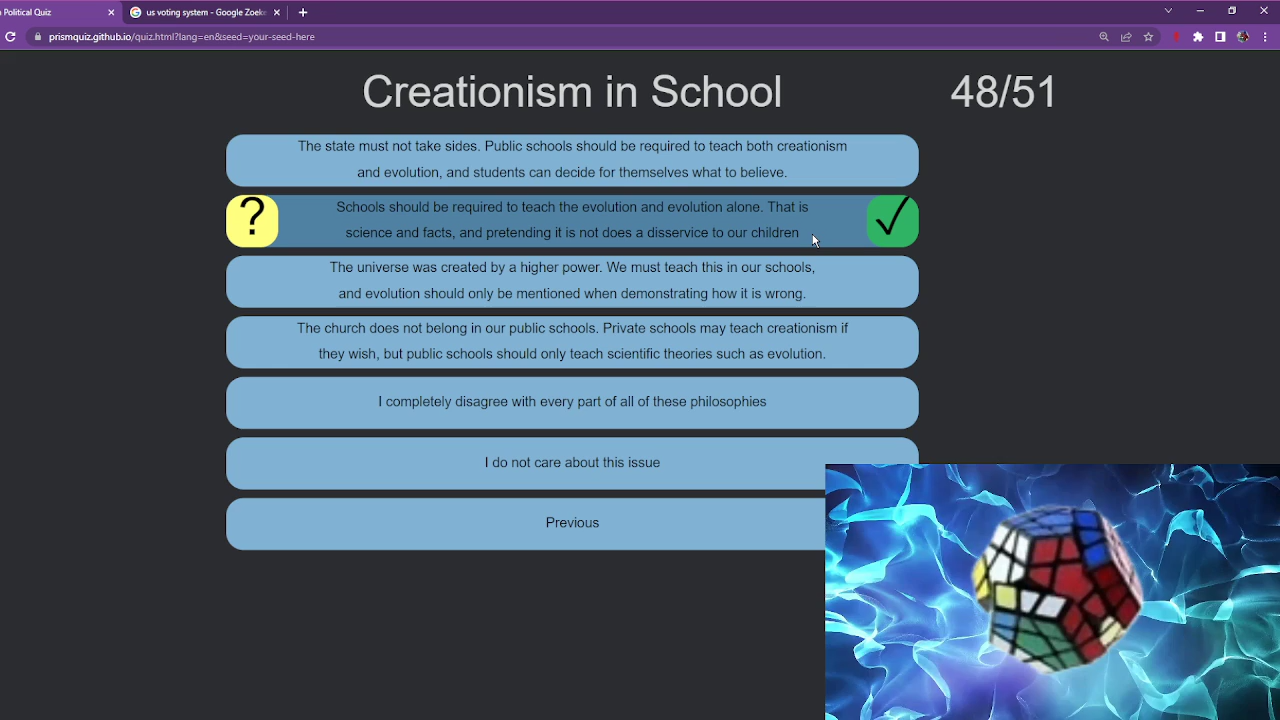 Political Quiz
us voting system - Google Zoeke
prismquiz.github.io/quiz.html?lang=en&seed=your-seed-here
Creationism in School
48/51
The state must not take sides. Public schools should be required to teach both creationism
and evolution, and students can decide for themselves what to believe.
?
Schools should be required to teach the evolution and evolution alone. That is
science and facts, and pretending it is not does a disservice to our children
✓
The universe was created by a higher power. We must teach this in our schools,
and evolution should only be mentioned when demonstrating how it is wrong.
The church does not belong in our public schools. Private schools may teach creationism if
they wish, but public schools should only teach scientific theories such as evolution.
I completely disagree with every part of all of these philosophies
I do not care about this issue
Previous